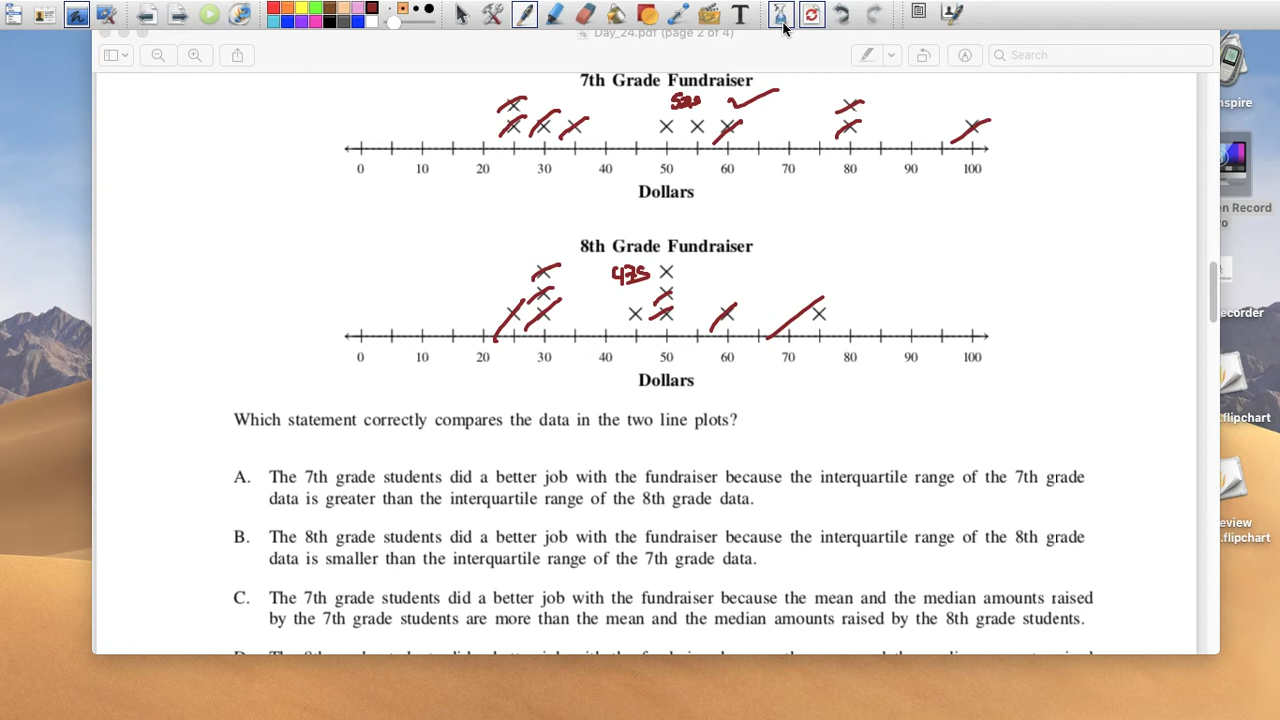 Day_24.pdf (page 2 of 4)
Search
7th Grade Fundraiser
0 10 20 30 40 50 60 70 80 90 100
Dollars
8th Grade Fundraiser
475
0 10 20 30 40 50 60 70 80 90 100
Dollars
Which statement correctly compares the data in the two line plots?
A. The 7th grade students did a better job with the fundraiser because the interquartile range of the 7th grade
data is greater than the interquartile range of the 8th grade data.
B. The 8th grade students did a better job with the fundraiser because the interquartile range of the 8th grade
data is smaller than the interquartile range of the 7th grade data.
C. The 7th grade students did a better job with the fundraiser because the mean and the median amounts raised
by the 7th grade students are more than the mean and the median amounts raised by the 8th grade students.
nspire
en Record
ro
ecorder
.flipchart
eview
.flipchart